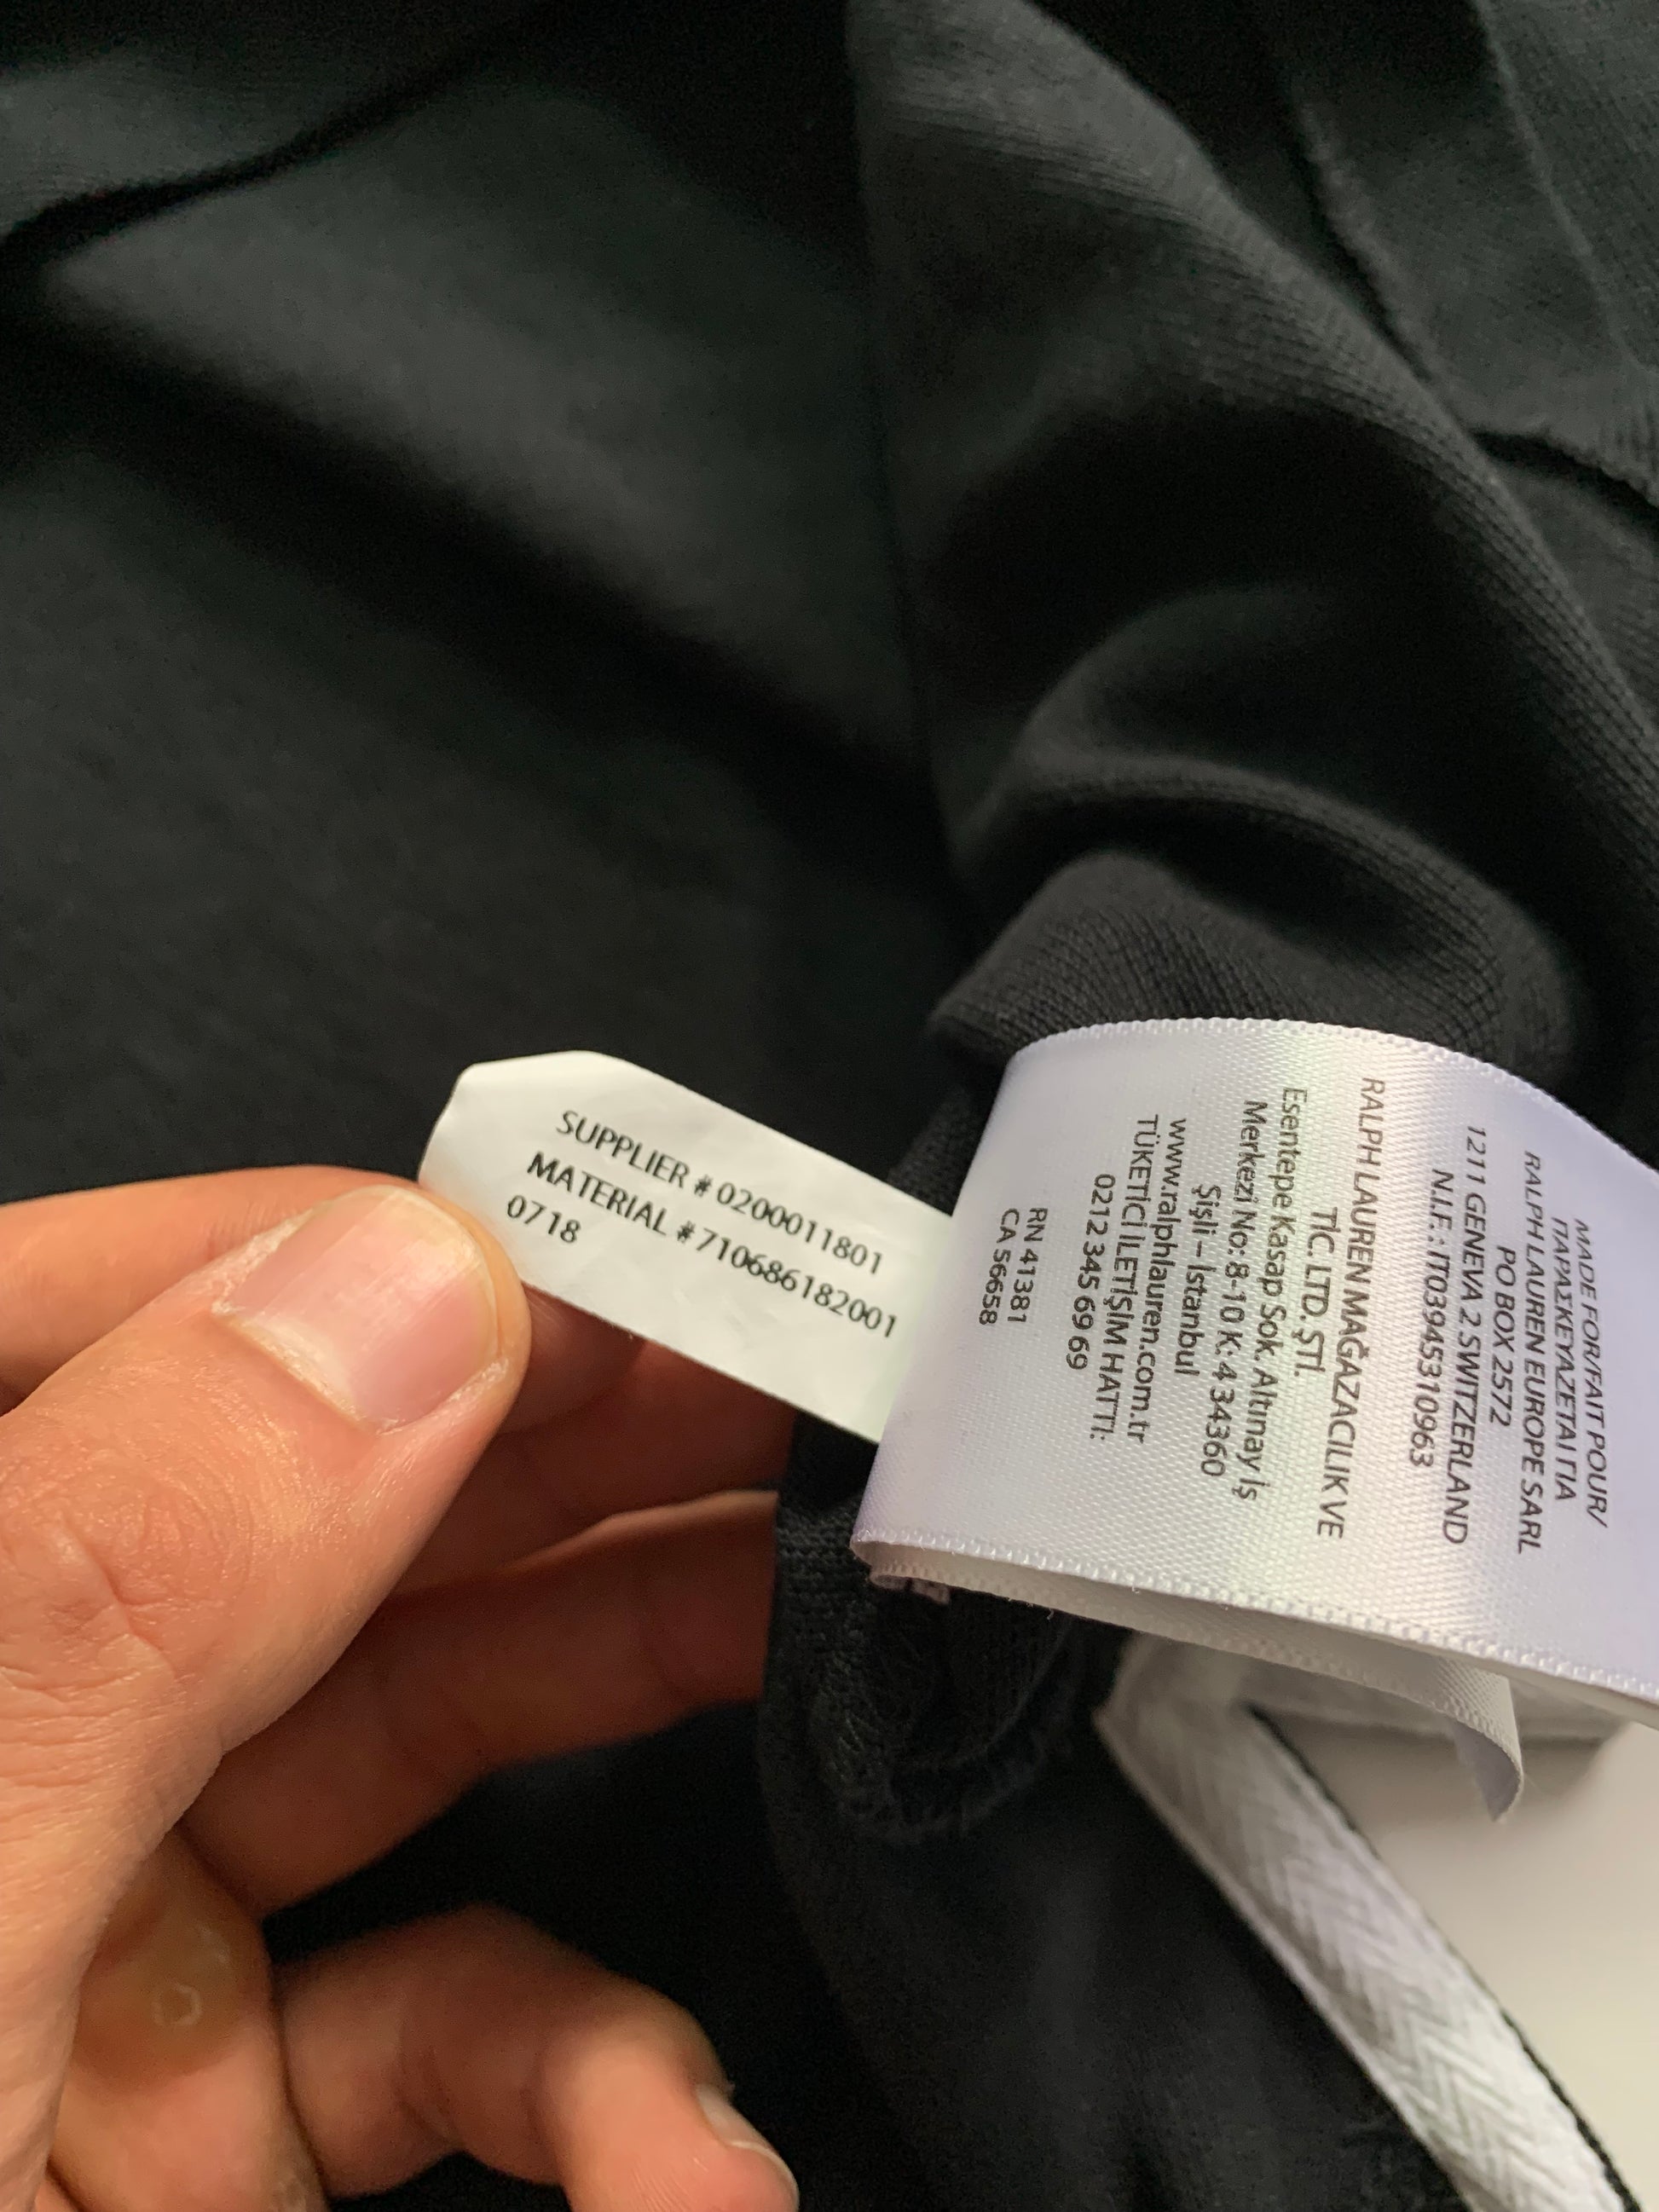 SUPPLIER # 0200011801
MATERIAL # 710686182001
0718
MADE FOR/FAIT POUR/
ΠΑΡΑΣΚΕΥΑΖΕΤΑΙ ΓΙΑ
RALPH LAUREN EUROPE SARL
PO BOX 2572
1211 GENEVA 2 SWITZERLAND
N.I.F.: IT03945310963
RALPH LAUREN MAĞAZACILIK VE
TİC. LTD. ŞTİ.
Esentepe Kasap Sok. Altınay İş
Merkezi No: 8-10 K: 4 34360
Şişli – İstanbul
www.ralphlauren.com.tr
TÜKETİCİ İLETİŞİM HATTI:
0212 345 69 69
RN 41381
CA 56658